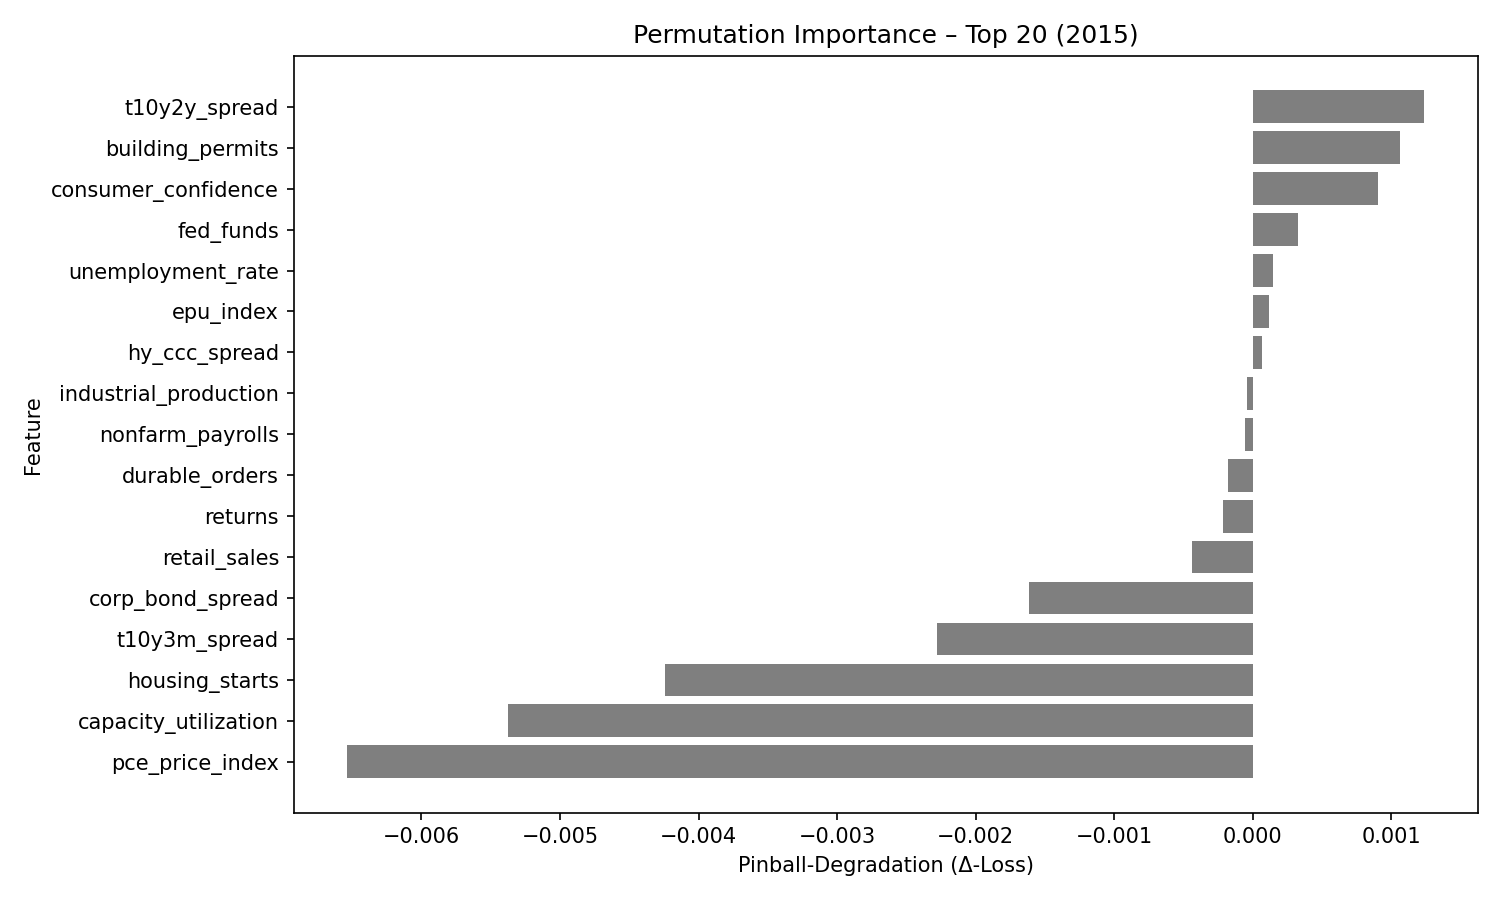 Permutation Importance – Top 20 (2015)
Feature
t10y2y_spread
building_permits
consumer_confidence
fed_funds
unemployment_rate
epu_index
hy_ccc_spread
industrial_production
nonfarm_payrolls
durable_orders
returns
retail_sales
corp_bond_spread
t10y3m_spread
housing_starts
capacity_utilization
pce_price_index
−0.006 −0.005 −0.004 −0.003 −0.002 −0.001 0.000 0.001
Pinball-Degradation (Δ-Loss)